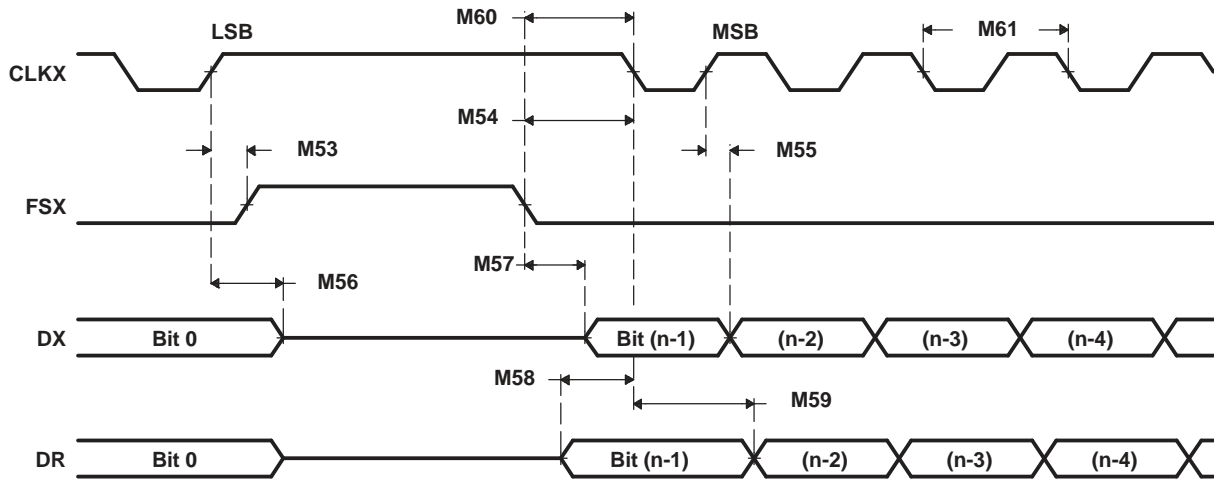 M60
LSB
MSB
M61
CLKX
M54
M53
M55
FSX
M57
M56
DX
Bit 0
Bit (n-1)
(n-2)
(n-3)
(n-4)
M58
M59
DR
Bit 0
Bit (n-1)
(n-2)
(n-3)
(n-4)